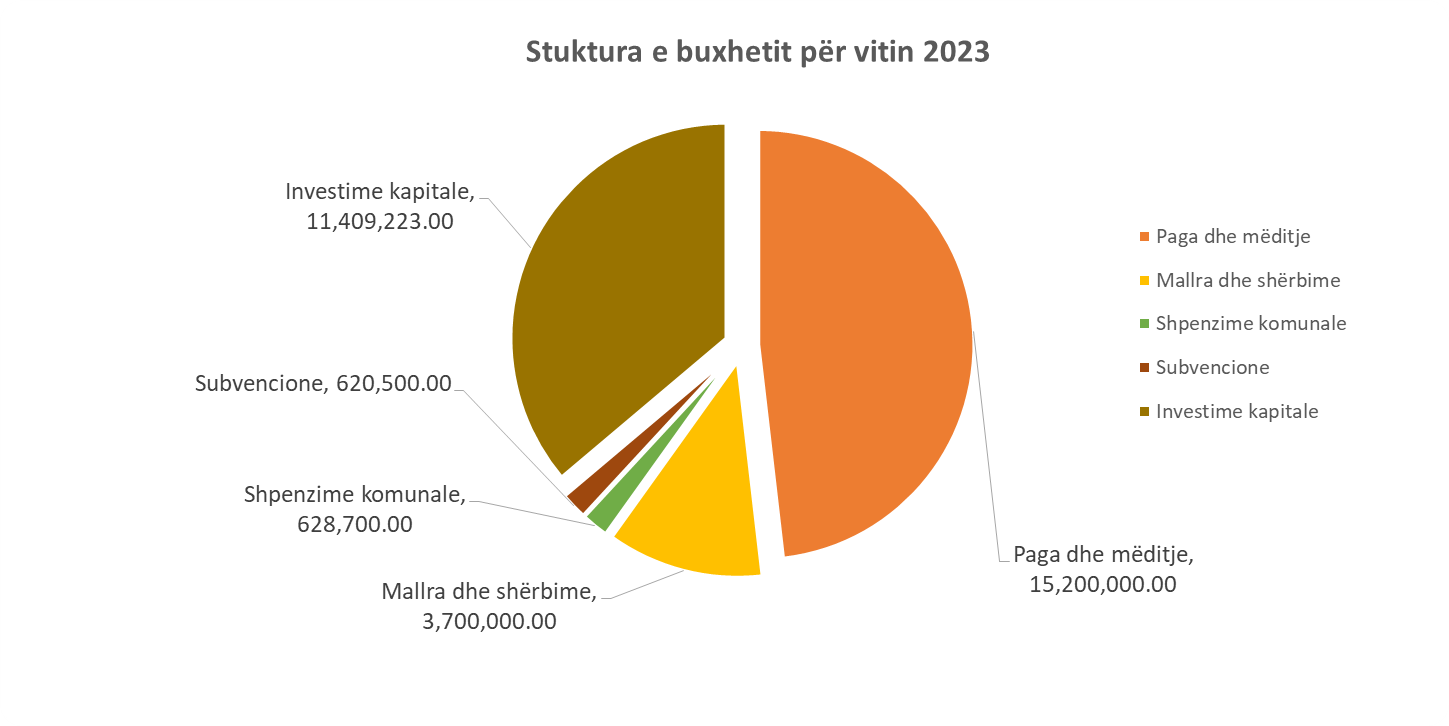 Stuktura e buxhetit për vitin 2023
Investime kapitale,
11,409,223.00
Subvencione, 620,500.00
Shpenzime komunale,
628,700.00
Mallra dhe shërbime,
3,700,000.00
Paga dhe mëditje,
15,200,000.00
Paga dhe mëditje
Mallra dhe shërbime
Shpenzime komunale
Subvencione
Investime kapitale